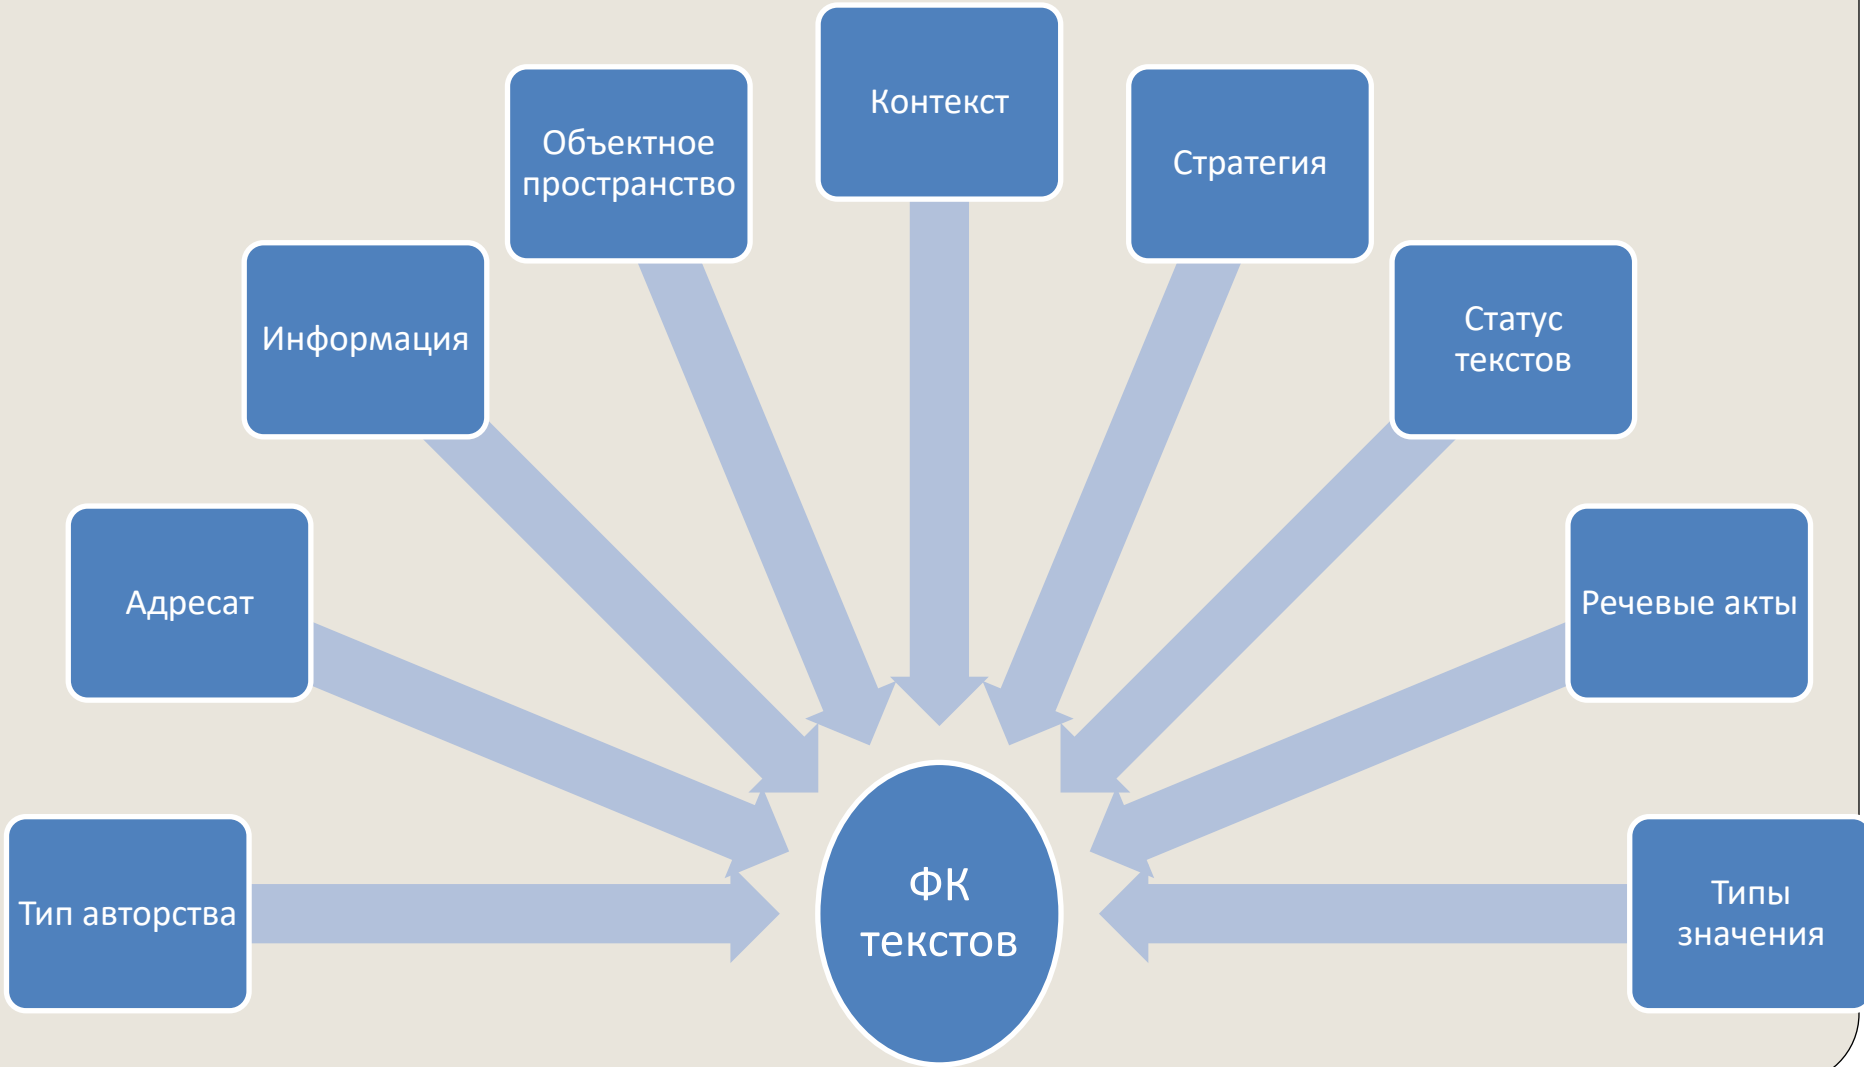 Контекст
Объектное
пространство
Стратегия
Информация
Статус
текстов
Адресат
Речевые акты
Тип авторства
ФК
текстов
Типы
значения